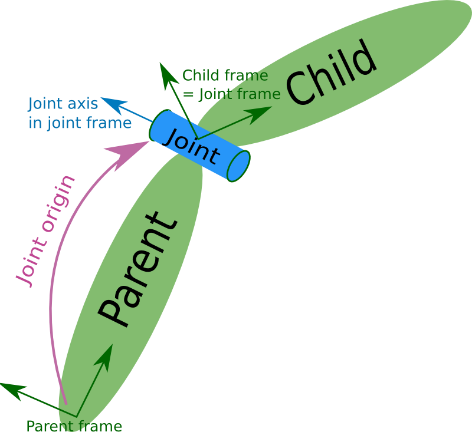 Child frame
= Joint frame
Child
Joint axis
in joint frame
Joint
Joint origin
Parent
Parent frame